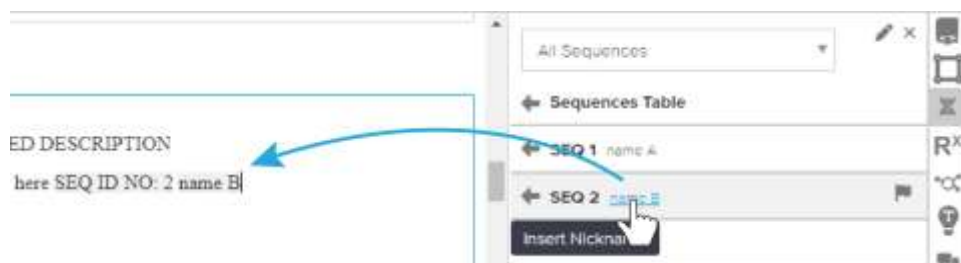 All Sequences
Sequences Table
ED DESCRIPTION
SEQ 1 name A
here SEQ ID NO: 2 name B
SEQ 2 name B
Insert
R^x